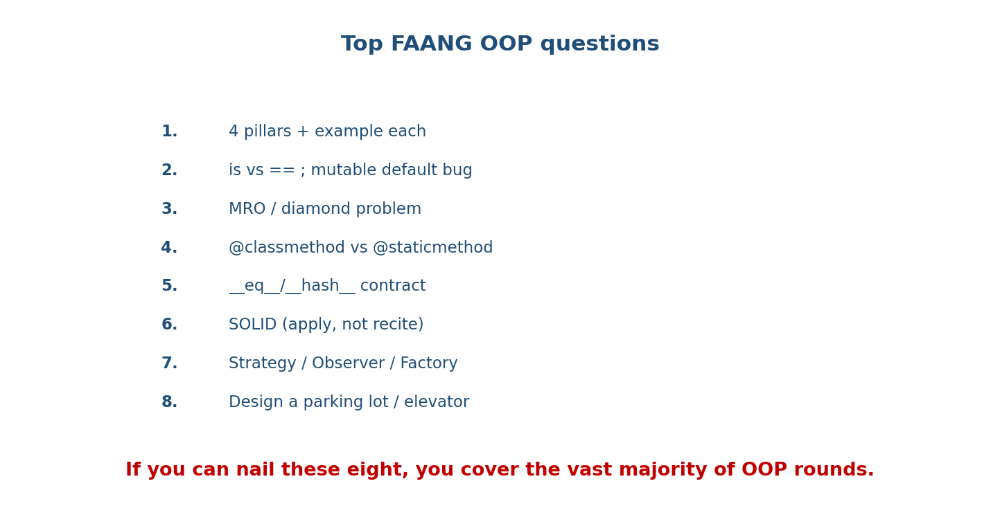 Top FAANG OOP questions
1. 4 pillars + example each
2. is vs == ; mutable default bug
3. MRO / diamond problem
4. @classmethod vs @staticmethod
5. __eq__/__hash__ contract
6. SOLID (apply, not recite)
7. Strategy / Observer / Factory
8. Design a parking lot / elevator
If you can nail these eight, you cover the vast majority of OOP rounds.